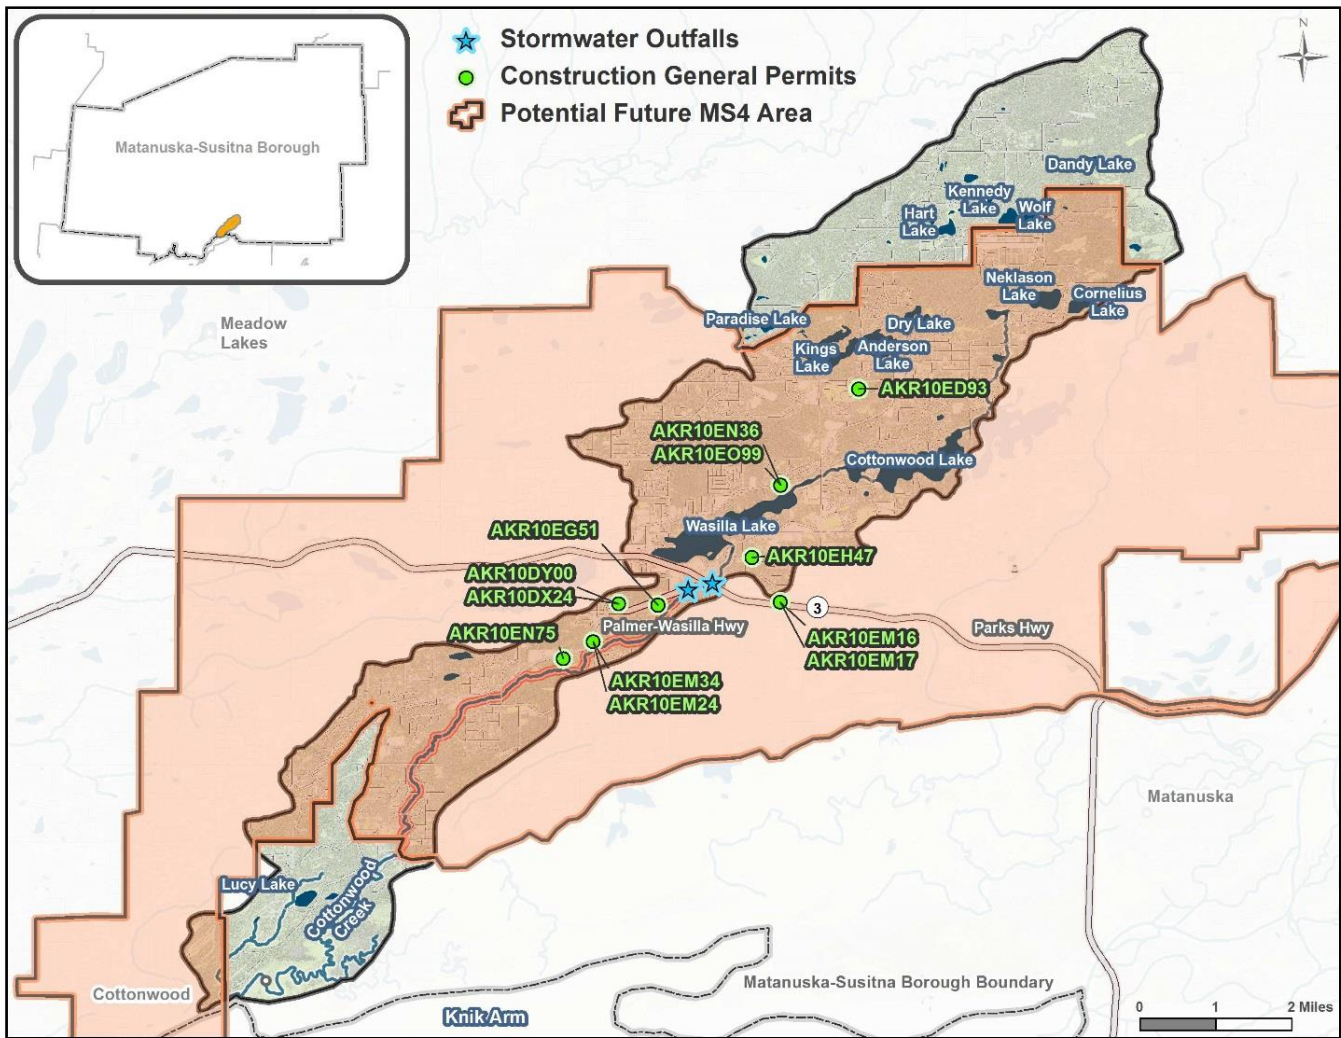 Stormwater Outfalls
Construction General Permits
Potential Future MS4 Area
N
Matanuska-Susitna Borough
Dandy Lake
Kennedy
Lake
Hart
Lake
Wolf
Lake
Neklason
Lake
Cornelius
Lake
Meadow
Lakes
Paradise Lake
Dry Lake
Kings
Lake
Anderson
Lake
AKR10ED93
AKR10EN36
AKR10EO99
Cottonwood Lake
Wasilla Lake
AKR10EG51
AKR10EH47
AKR10DY00
AKR10DX24
3
AKR10EN75
Palmer-Wasilla Hwy
Parks Hwy
AKR10EM16
AKR10EM17
AKR10EM34
AKR10EM24
Matanuska
Lucy Lake
Cottonwood
Creek
Cottonwood
Matanuska-Susitna Borough Boundary
Knik Arm
0 1 2 Miles